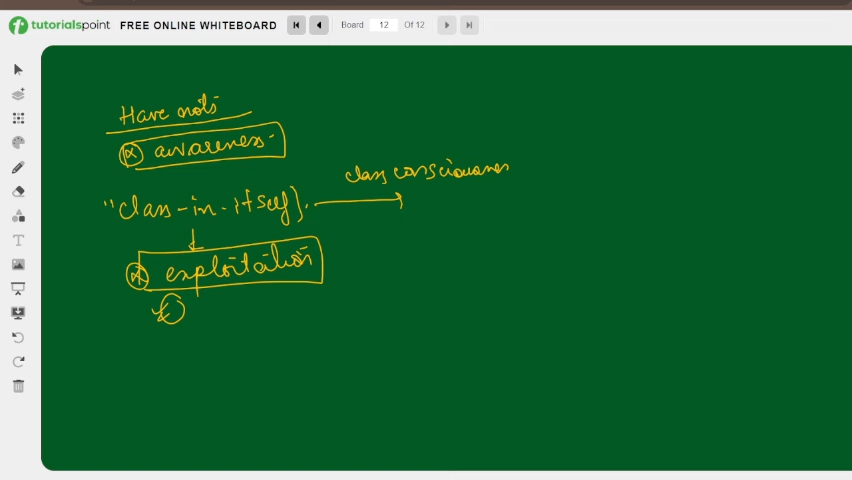 tutorialspoint FREE ONLINE WHITEBOARD Board 12 Of 12
Have nots
awareness
class consciousness
"class-in-itself).
exploitation